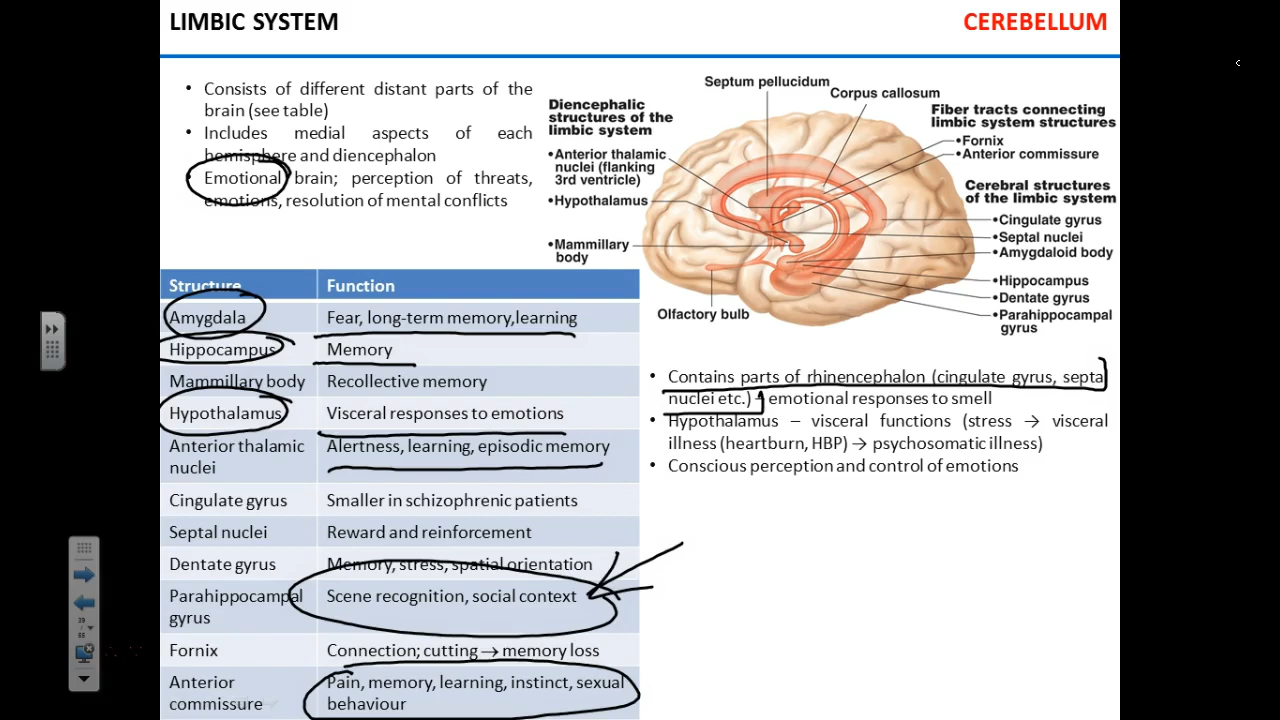 LIMBIC SYSTEM
CEREBELLUM
• Consists of different distant parts of the
brain (see table)
• Includes medial aspects of each
hemisphere and diencephalon
• Emotional brain; perception of threats,
emotions, resolution of mental conflicts
Septum pellucidum
Corpus callosum
Diencephalic
structures of the
limbic system
•Anterior thalamic
nuclei (flanking
3rd ventricle)
•Hypothalamus
•Mammillary
body
Olfactory bulb
Fiber tracts connecting
limbic system structures
•Fornix
•Anterior commissure
Cerebral structures
of the limbic system
•Cingulate gyrus
•Septal nuclei
•Amygdaloid body
•Hippocampus
•Dentate gyrus
•Parahippocampal
gyrus
Structure Function
Amygdala Fear, long-term memory,learning
Hippocampus Memory
Mammillary body Recollective memory
Hypothalamus Visceral responses to emotions
Anterior thalamic Alertness, learning, episodic memory
nuclei
Cingulate gyrus Smaller in schizophrenic patients
Septal nuclei Reward and reinforcement
Dentate gyrus Memory, stress, spatial orientation
Parahippocampal Scene recognition, social context
gyrus
Fornix Connection; cutting → memory loss
Anterior Pain, memory, learning, instinct, sexual
commissure behaviour
• Contains parts of rhinencephalon (cingulate gyrus, septal
nuclei etc.) – emotional responses to smell
• Hypothalamus – visceral functions (stress → visceral
illness (heartburn, HBP) → psychosomatic illness)
• Conscious perception and control of emotions